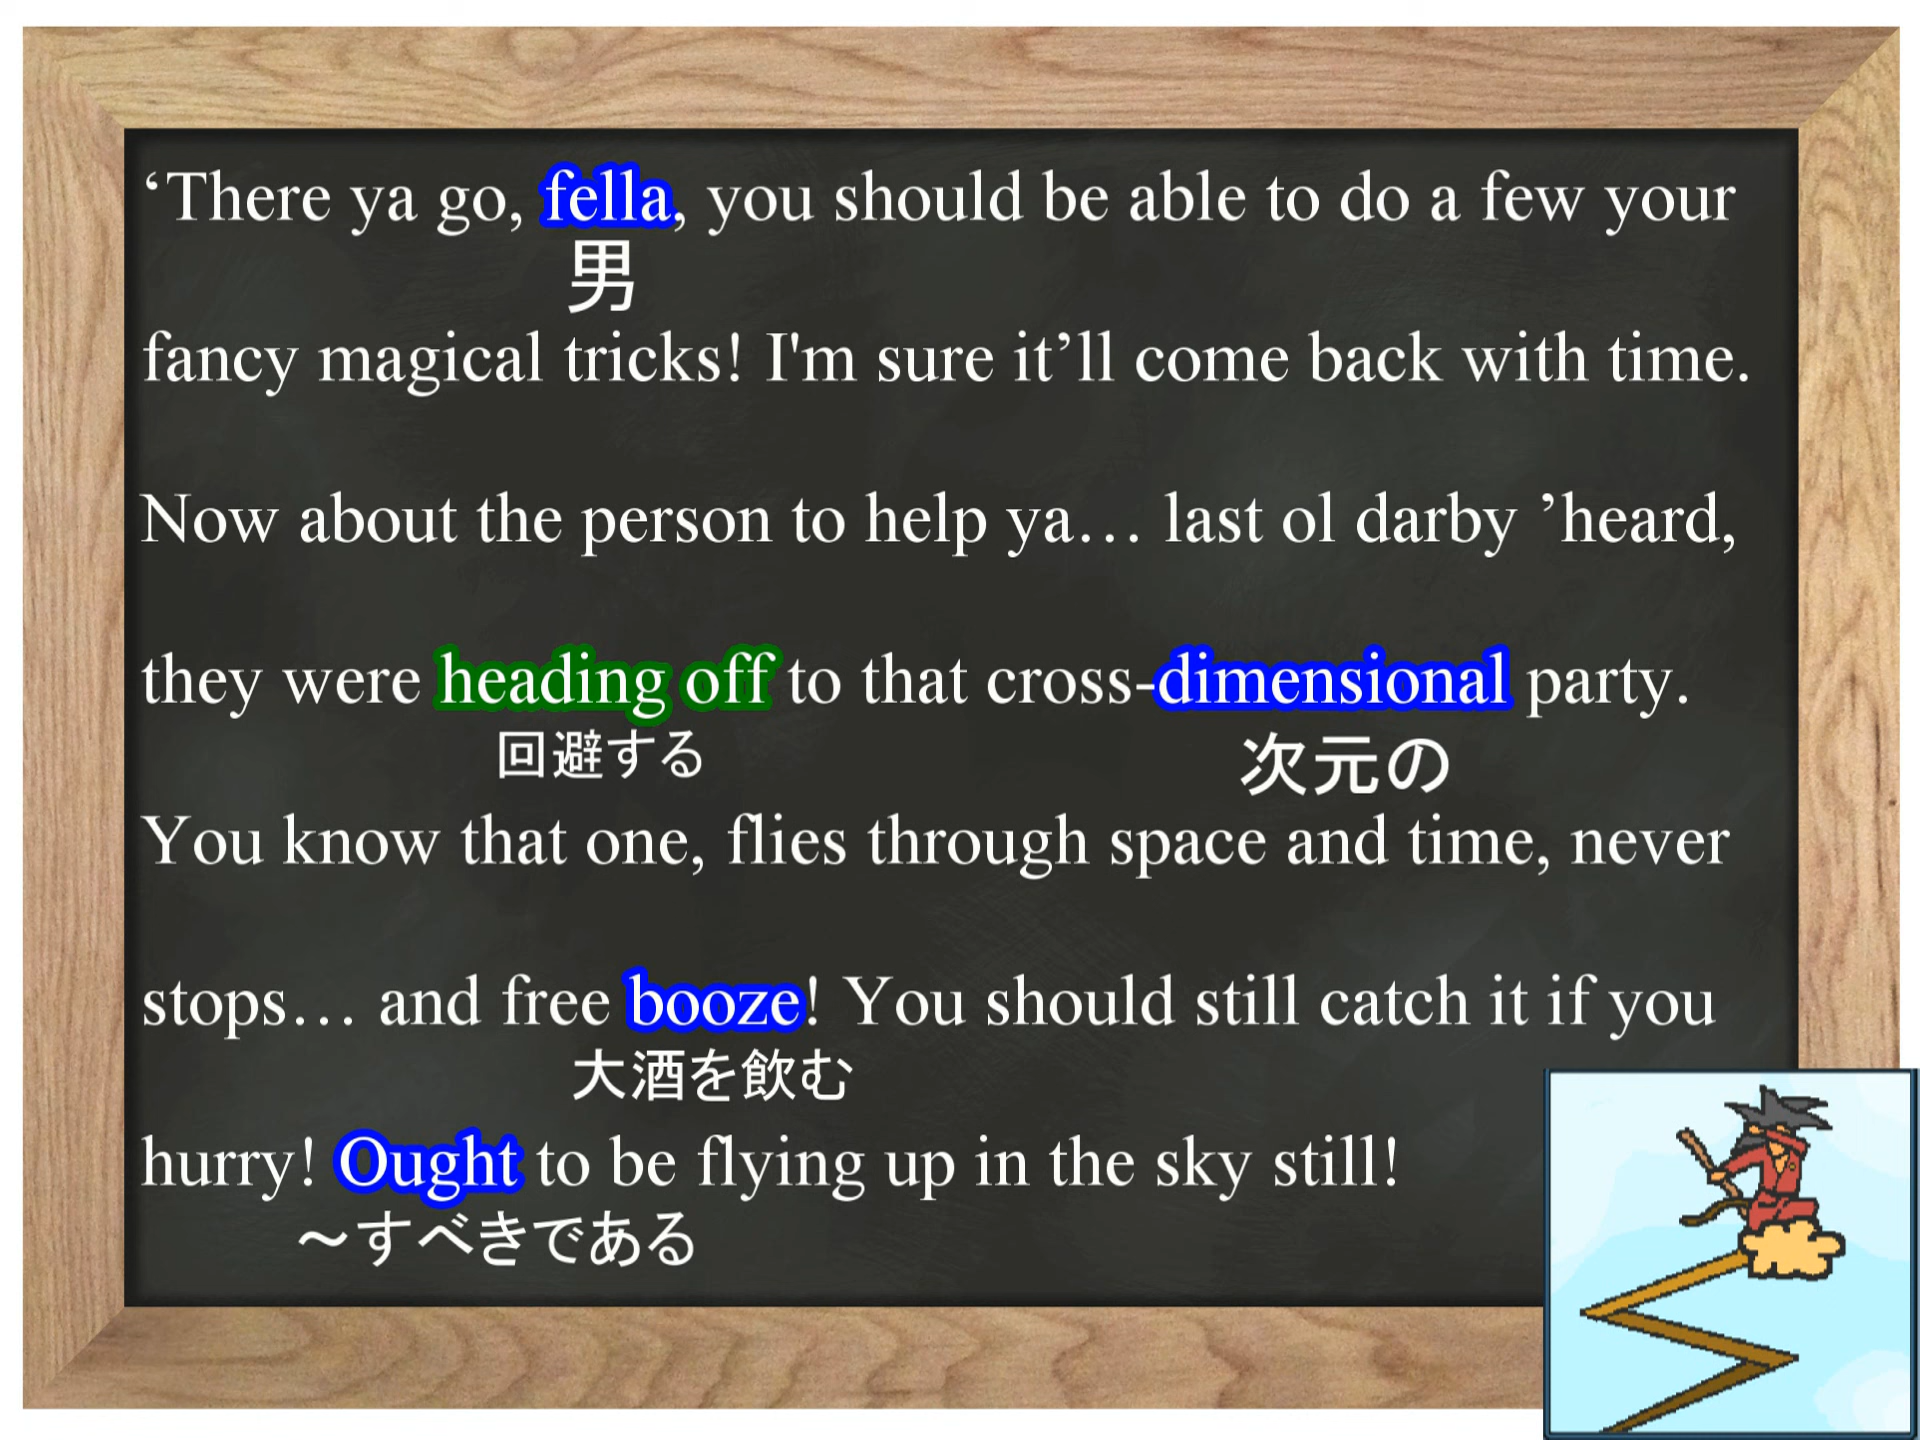 ‘There ya go, fella, you should be able to do a few your
男
fancy magical tricks! I'm sure it’ll come back with time.
Now about the person to help ya… last ol darby ’heard,
they were heading off to that cross-dimensional party.
回避する 次元の
You know that one, flies through space and time, never
stops… and free booze! You should still catch it if you
大酒を飲む
hurry! Ought to be flying up in the sky still!
～すべきである